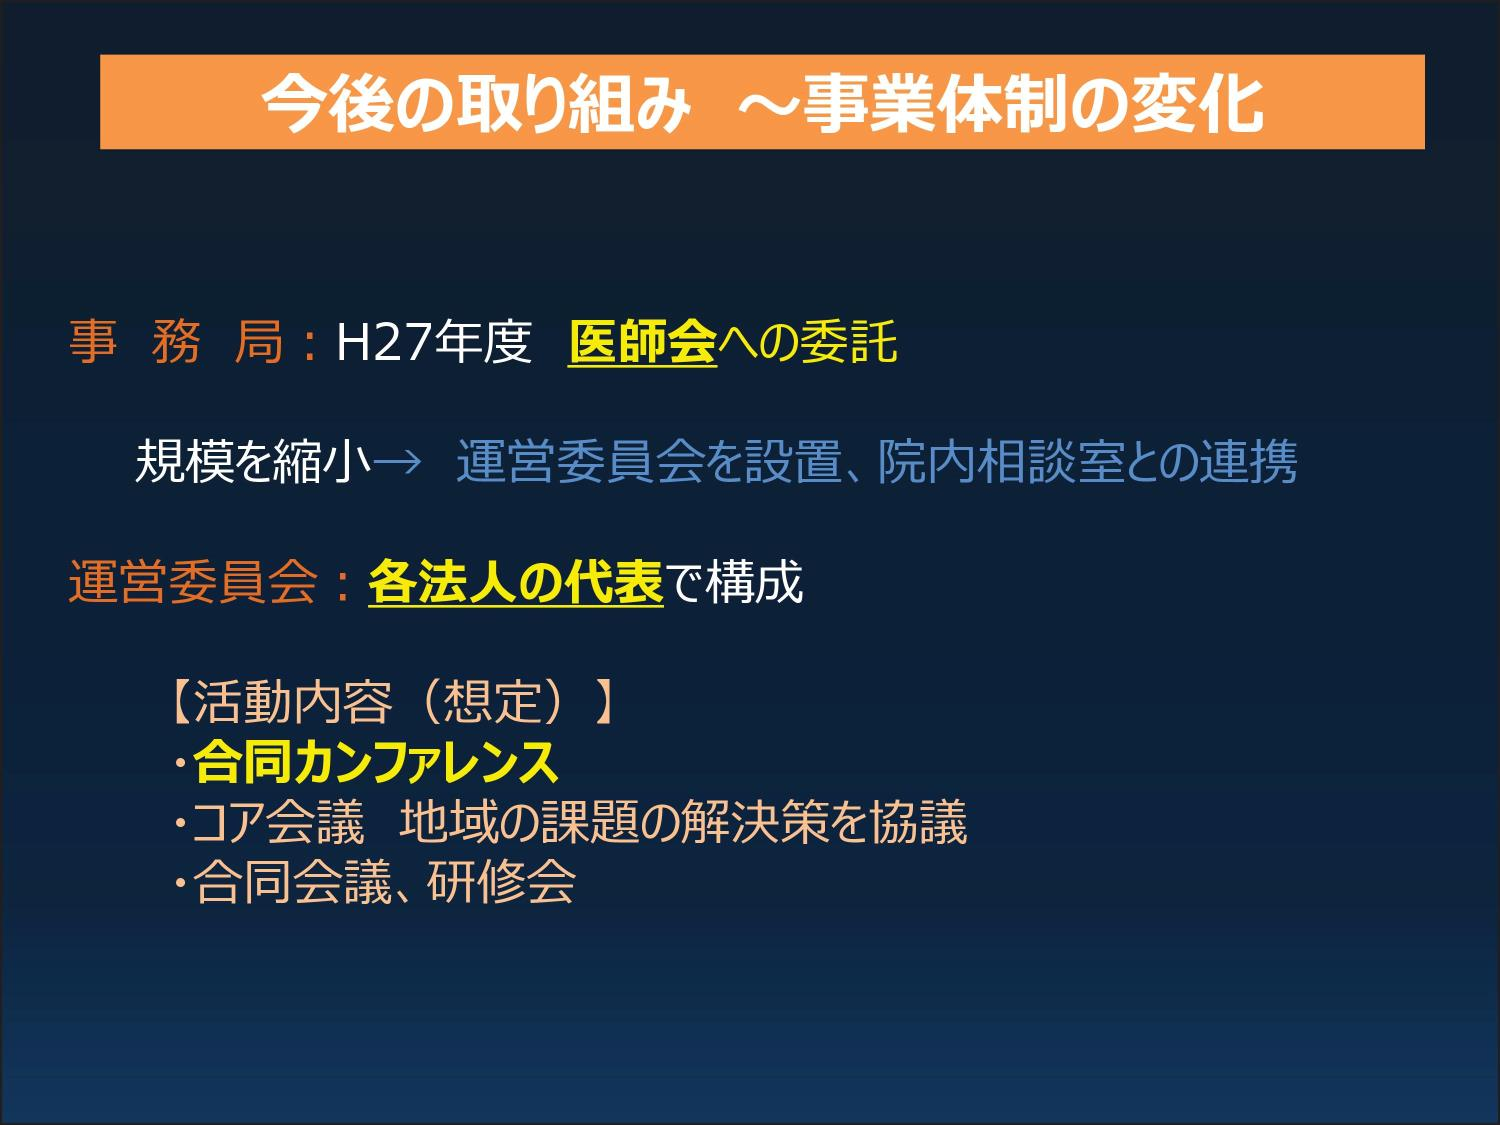 今後の取り組み　～事業体制の変化
事　務　局：H27年度　医師会への委託
規模を縮小→　運営委員会を設置、院内相談室との連携
運営委員会：各法人の代表で構成
【活動内容（想定）】
・合同カンファレンス
・コア会議　地域の課題の解決策を協議
・合同会議、研修会